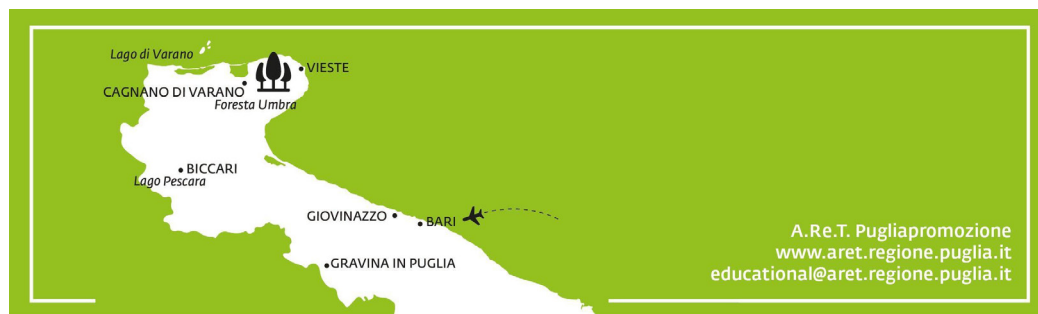 Lago di Varano
VIESTE
CAGNANO DI VARANO
Foresta Umbra
BICCARI
Lago Pescara
GIOVINAZZO
BARI
GRAVINA IN PUGLIA
A.Re.T. Pugliapromozione
www.aret.regione.puglia.it
educational@aret.regione.puglia.it